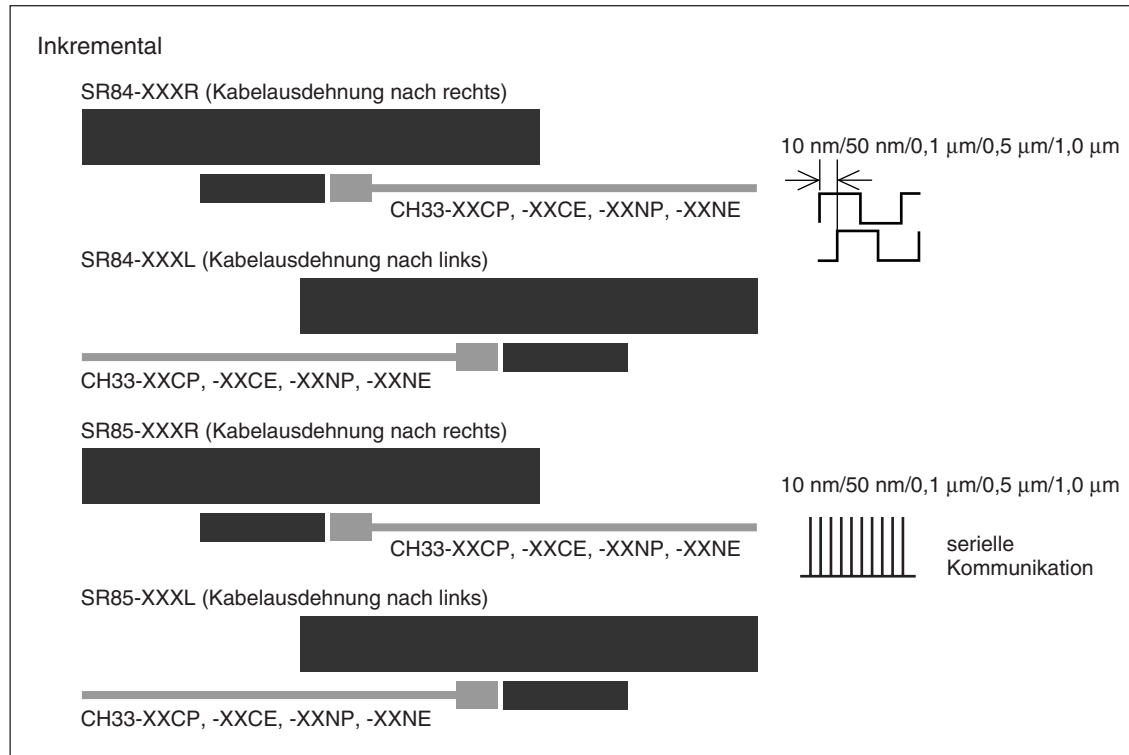 Inkremental
SR84-XXXR (Kabelausdehnung nach rechts)
10 nm/50 nm/0,1 μm/0,5 μm/1,0 μm
CH33-XXCP, -XXCE, -XXNP, -XXNE
SR84-XXXL (Kabelausdehnung nach links)
CH33-XXCP, -XXCE, -XXNP, -XXNE
SR85-XXXR (Kabelausdehnung nach rechts)
10 nm/50 nm/0,1 μm/0,5 μm/1,0 μm
CH33-XXCP, -XXCE, -XXNP, -XXNE
serielle
Kommunikation
SR85-XXXL (Kabelausdehnung nach links)
CH33-XXCP, -XXCE, -XXNP, -XXNE